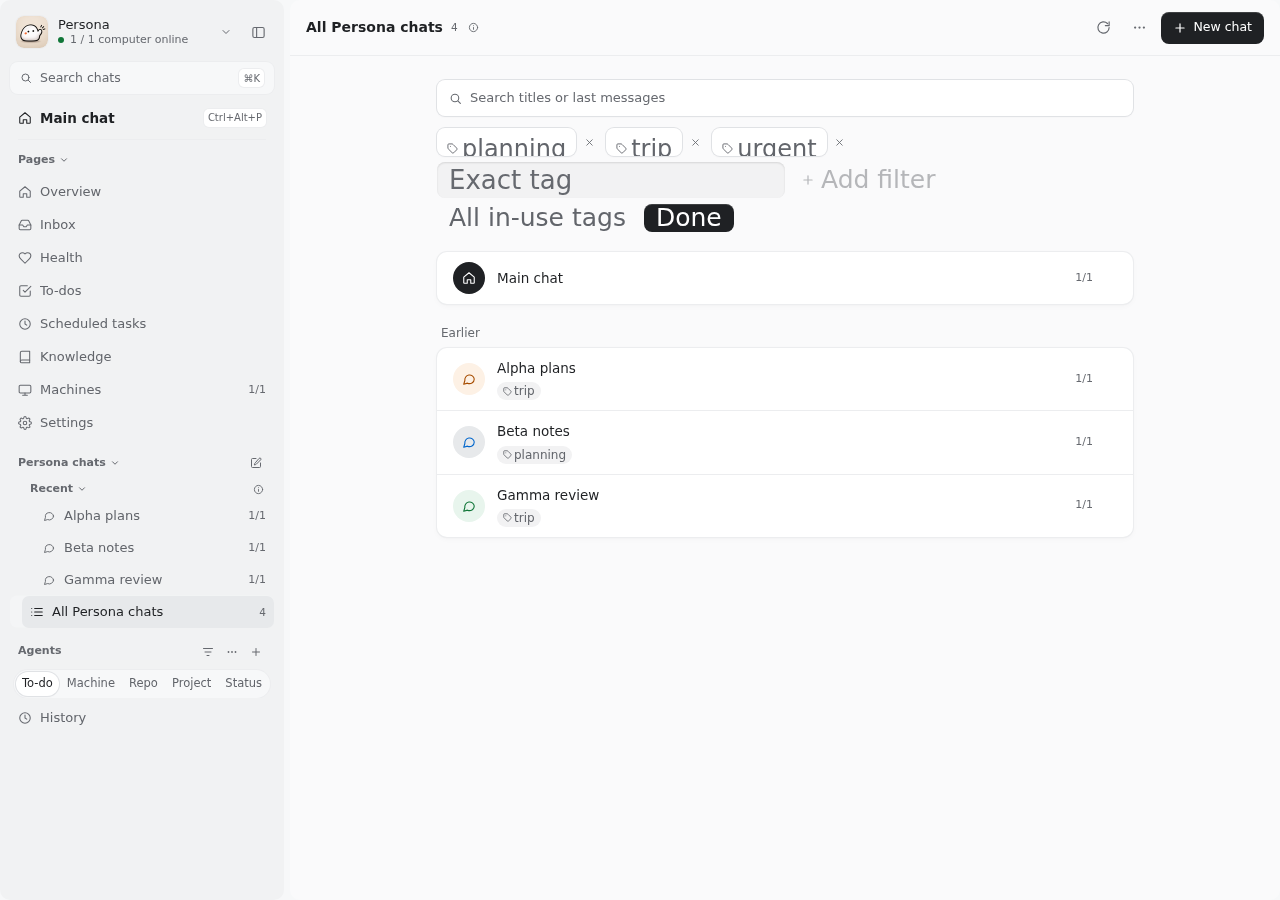 Persona
1 / 1 computer online
Search chats
⌘K
Main chat
Ctrl+Alt+P
Pages
Overview
Inbox
Health
To-dos
Scheduled tasks
Knowledge
Machines 1/1
Settings
Persona chats
Recent
Alpha plans 1/1
Beta notes 1/1
Gamma review 1/1
All Persona chats 4
Agents
To-do Machine Repo Project Status
History
All Persona chats 4
New chat
Search titles or last messages
planning × trip × urgent ×
Exact tag + Add filter
All in-use tags Done
Main chat 1/1
Earlier
Alpha plans 1/1
trip
Beta notes 1/1
planning
Gamma review 1/1
trip